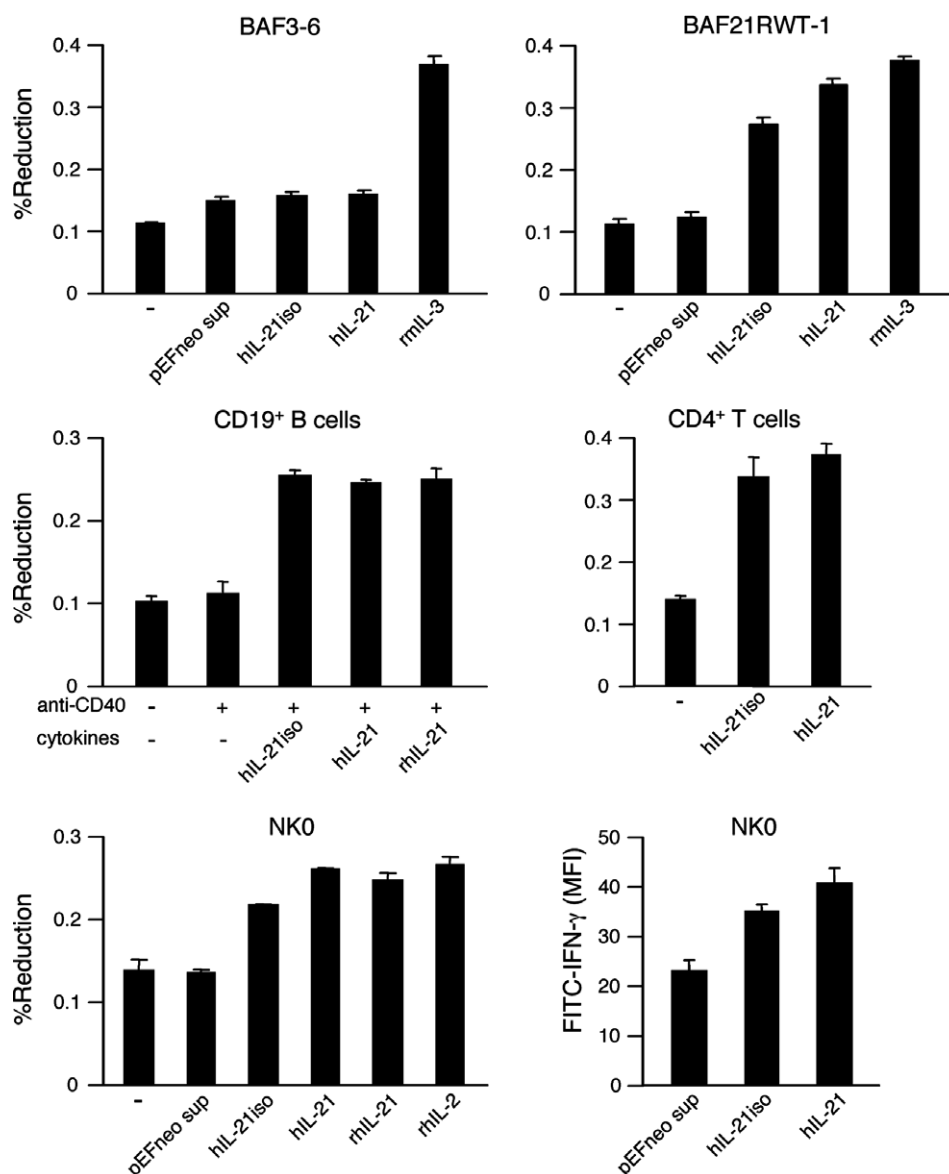 BAF3-6
%Reduction
0.4
0.3
0.2
0.1
0
-
pEFneo sup
hIL-21iso
hIL-21
rmIL-3
BAF21RWT-1
0.4
0.3
0.2
0.1
0
-
pEFneo sup
hIL-21iso
hIL-21
rmIL-3
CD19⁺ B cells
%Reduction
0.3
0.2
0.1
0
anti-CD40 - + + + +
cytokines - - hIL-21iso hIL-21 rhIL-21
CD4⁺ T cells
0.4
0.3
0.2
0.1
0
-
hIL-21iso
hIL-21
NK0
%Reduction
0.3
0.2
0.1
0
-
pEFneo sup
hIL-21iso
hIL-21
rhIL-21
rhIL-2
NK0
FITC-IFN-γ (MFI)
50
40
30
20
10
0
pEFneo sup
hIL-21iso
hIL-21